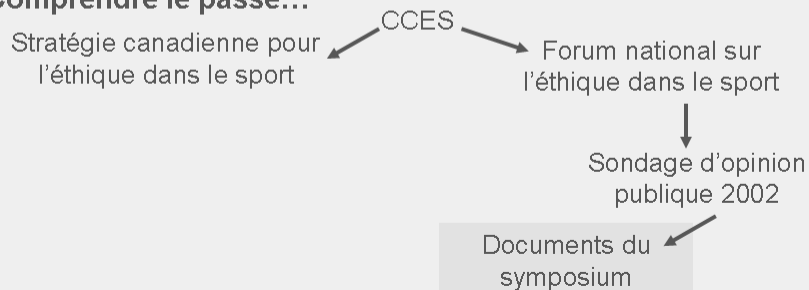 omprendre le passé…
CCES
Stratégie canadienne pour
l'éthique dans le sport
Forum national sur
l'éthique dans le sport
Sondage d'opinion
publique 2002
Documents du
symposium